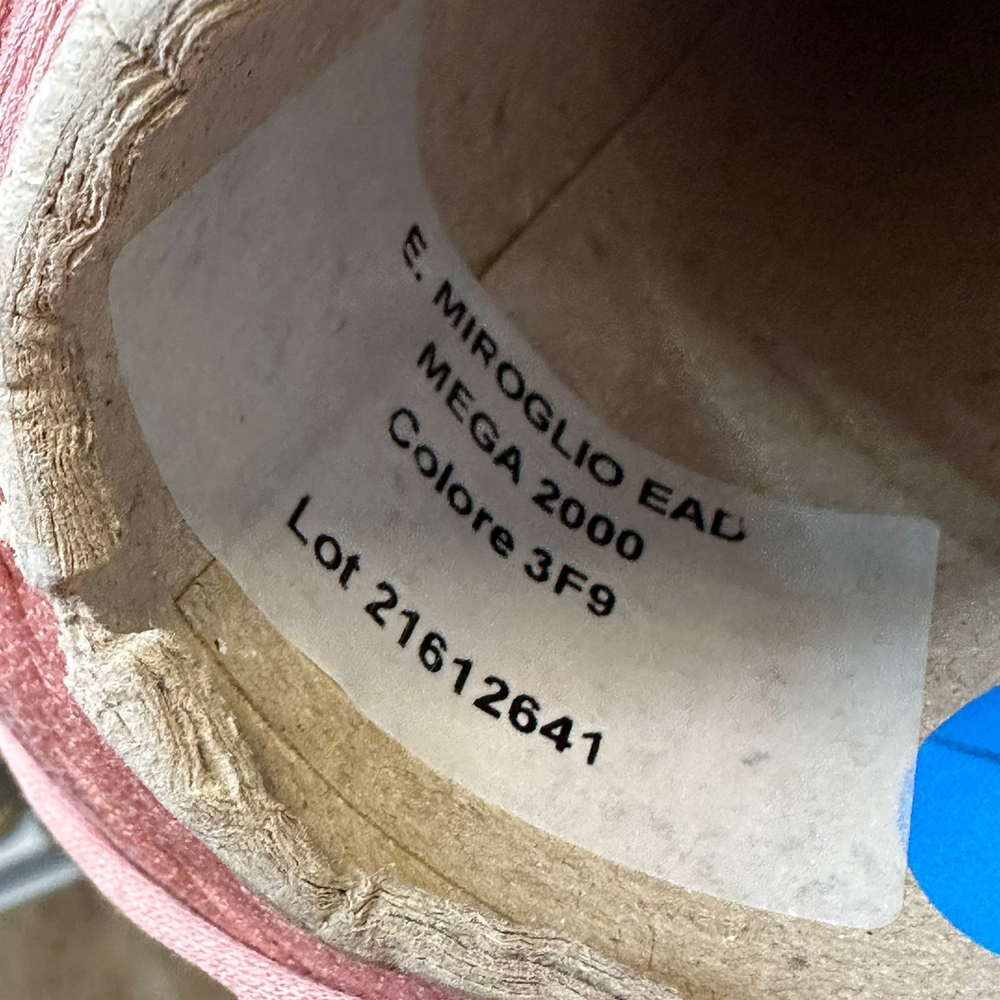 E. MIROGLIO EAD
MEGA 2000
Colore 3F9
Lot 21612641